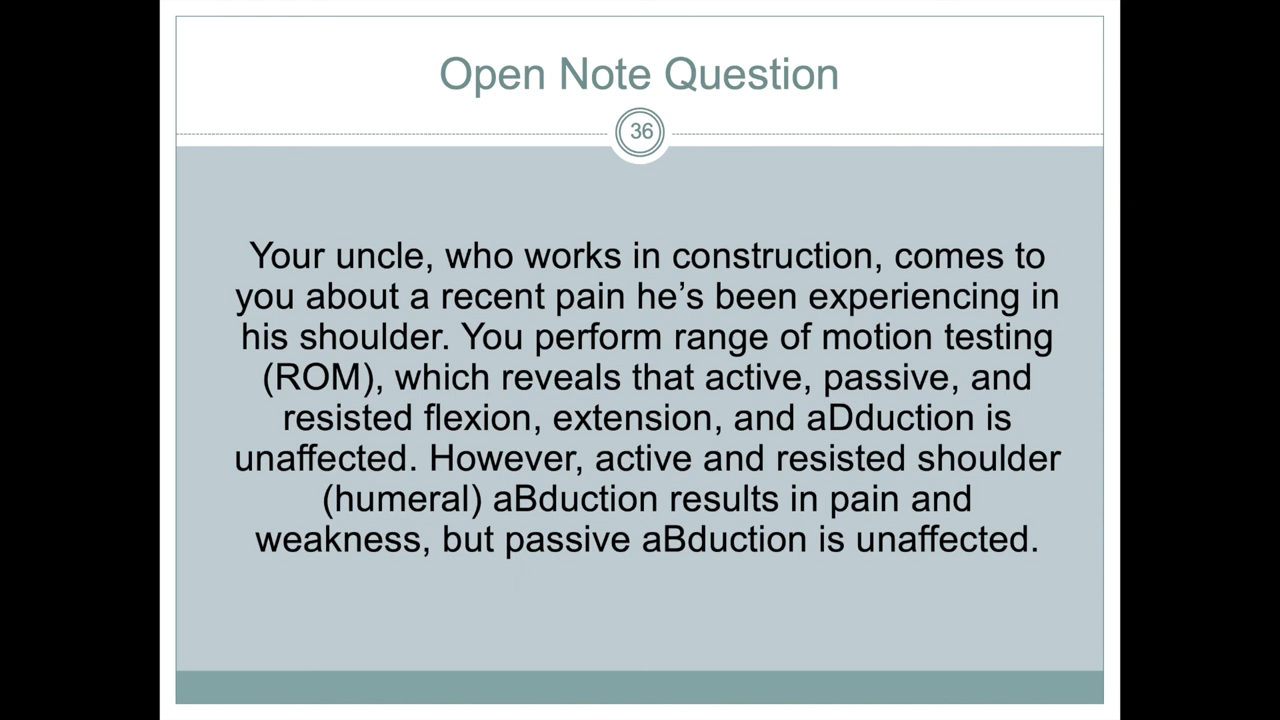 Open Note Question
36
Your uncle, who works in construction, comes to
you about a recent pain he’s been experiencing in
his shoulder. You perform range of motion testing
(ROM), which reveals that active, passive, and
resisted flexion, extension, and aDduction is
unaffected. However, active and resisted shoulder
(humeral) aBduction results in pain and
weakness, but passive aBduction is unaffected.